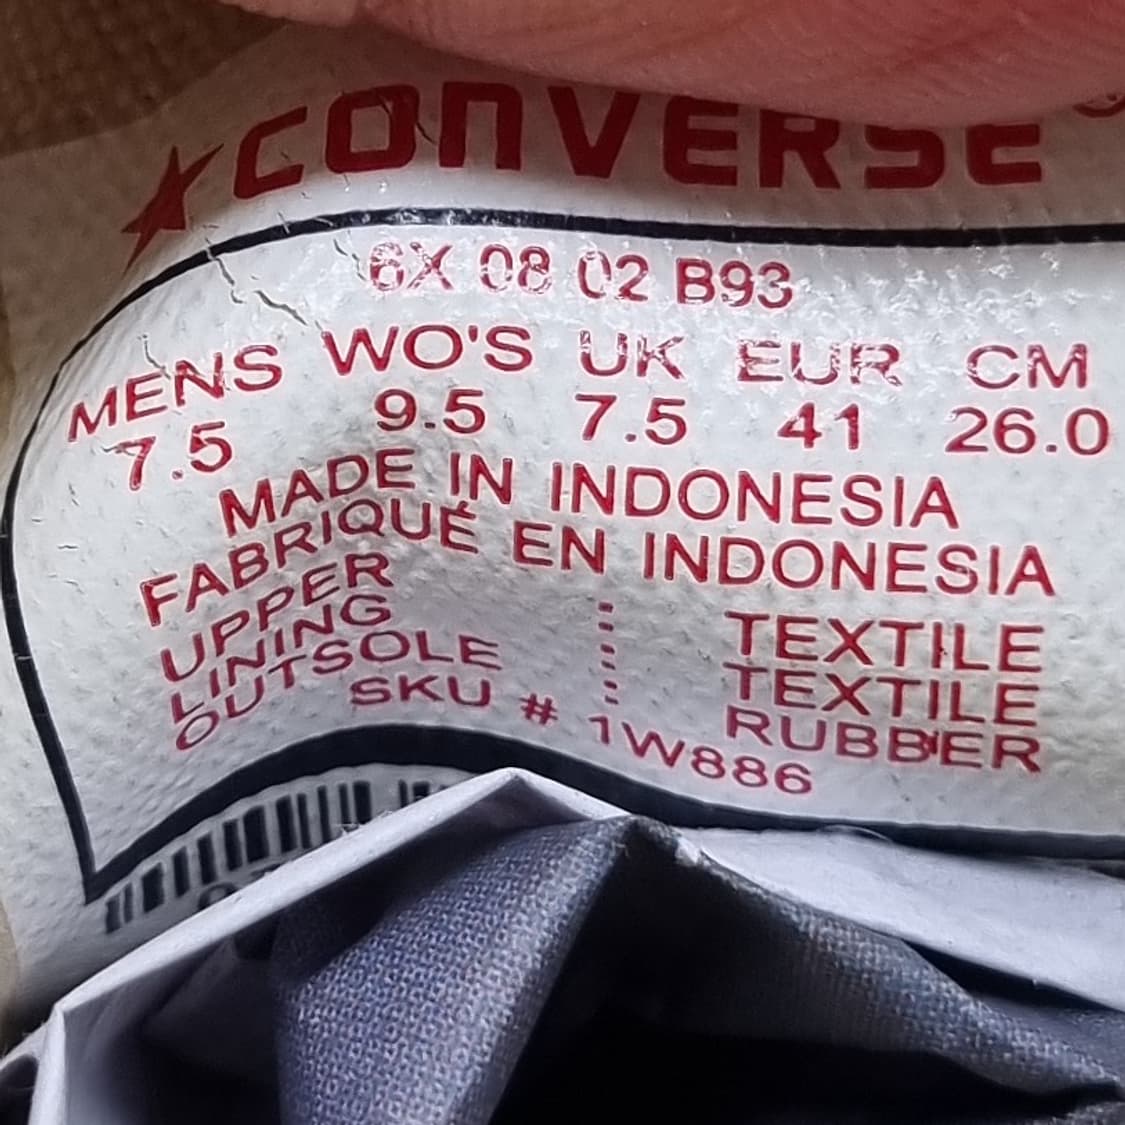 CONVERSE
6X 08 02 B93
MENS WO'S UK EUR CM
7.5 9.5 7.5 41 26.0
MADE IN INDONESIA
FABRIQUÉ EN INDONESIA
UPPER : TEXTILE
LINING : TEXTILE
OUTSOLE : RUBBER
SKU # 1W886